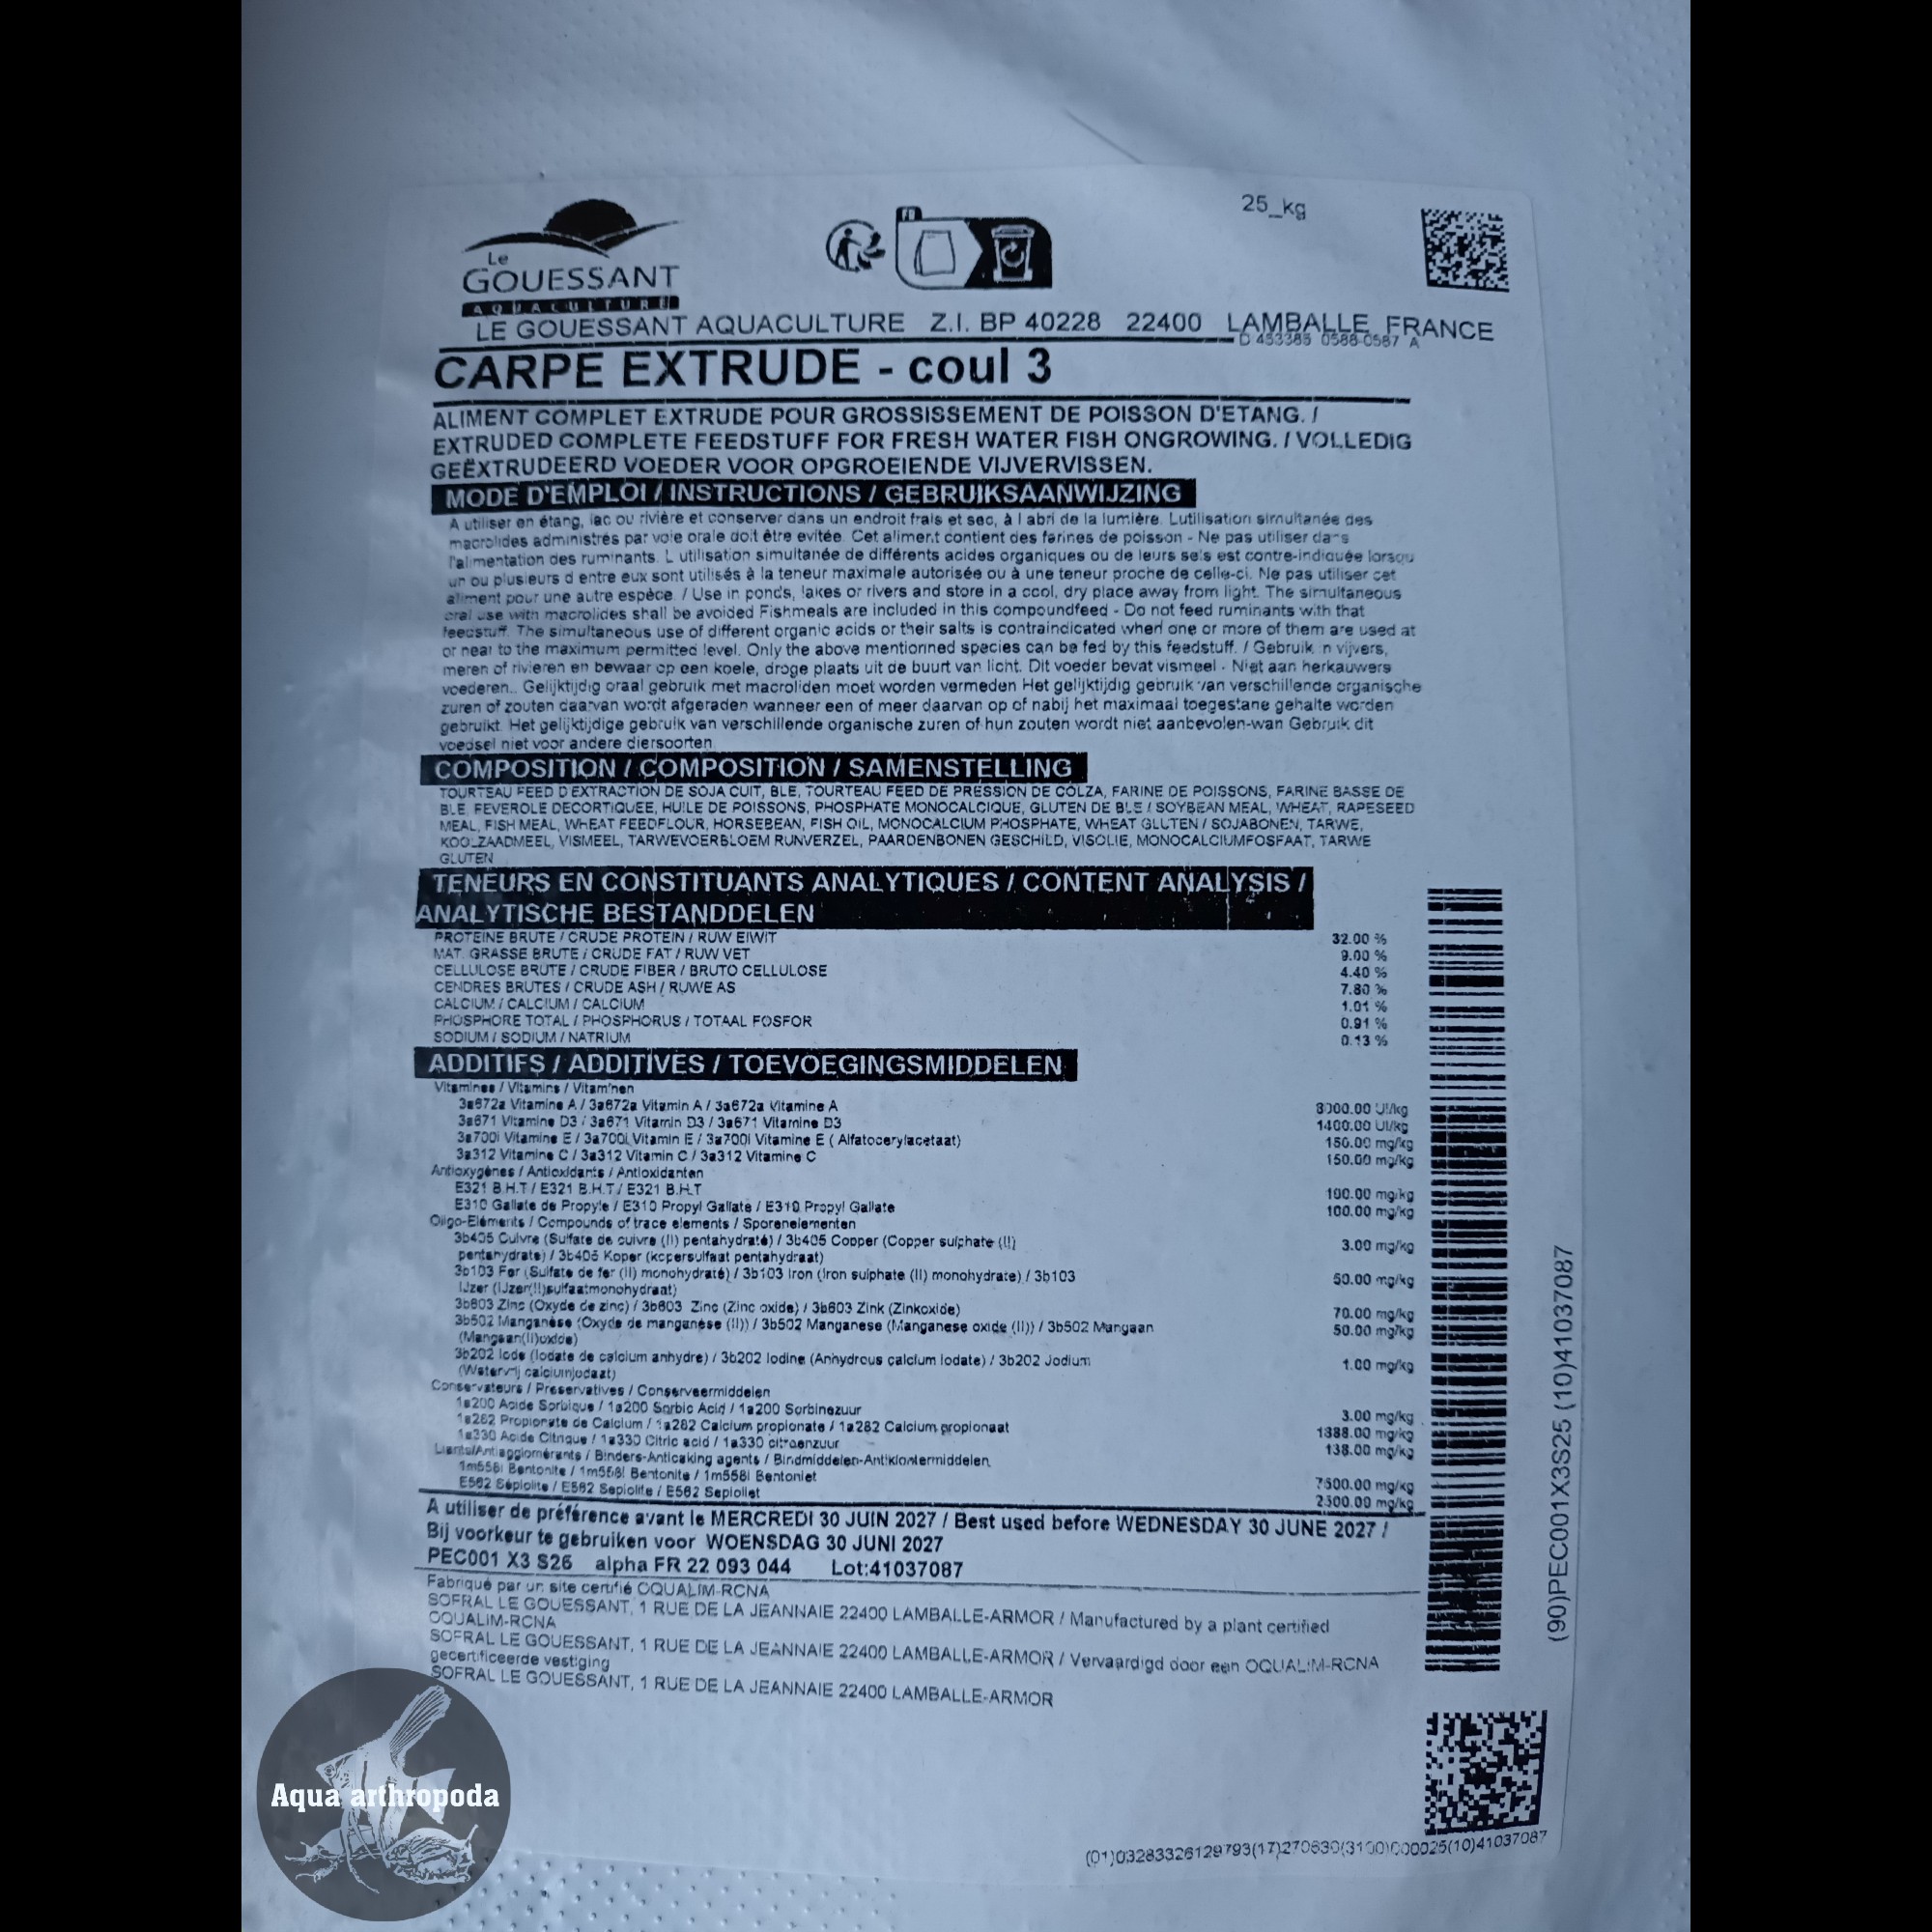 25_kg
FR
Le
GOUESSANT
AQUACULTURE
LE GOUESSANT AQUACULTURE Z.I. BP 40228 22400 LAMBALLE FRANCE
D 453385 0588-0587 A
CARPE EXTRUDE - coul 3
ALIMENT COMPLET EXTRUDE POUR GROSSISSEMENT DE POISSON D'ETANG. /
EXTRUDED COMPLETE FEEDSTUFF FOR FRESH WATER FISH ONGROWING. / VOLLEDIG
GEËXTRUDEERD VOEDER VOOR OPGROEIENDE VIJVERVISSEN.
MODE D'EMPLOI / INSTRUCTIONS / GEBRUIKSAANWIJZING
A utiliser en étang, lac ou rivière et conserver dans un endroit frais et sec, à l abri de la lumière. Lutilisation simultanée des
macrolides administrés par voie orale doit être evitée. Cet aliment contient des farines de poisson - Ne pas utiliser dans
l'alimentation des ruminants. L utilisation simultanée de différents acides organiques ou de leurs sels est contre-indiquée lorsqu
un ou plusieurs d entre eux sont utilisés à la teneur maximale autorisée ou à une teneur proche de celle-ci. Ne pas utiliser cet
aliment pour une autre espèce. / Use in ponds, lakes or rivers and store in a cool, dry place away from light. The simultaneous
oral use with macrolides shall be avoided Fishmeals are included in this compoundfeed - Do not feed ruminants with that
feedstuff. The simultaneous use of different organic acids or their salts is contraindicated when one or more of them are used at
or near to the maximum permitted level. Only the above mentionned species can be fed by this feedstuff. / Gebruik in vijvers,
meren of rivieren en bewaar op een koele, droge plaats uit de buurt van licht. Dit voeder bevat vismeel - Niet aan herkauwers
voederen.. Gelijktijdig oraal gebruik met macroliden moet worden vermeden Het gelijktijdig gebruik van verschillende organische
zuren of zouten daarvan wordt afgeraden wanneer een of meer daarvan op of nabij het maximaal toegestane gehalte worden
gebruikt. Het gelijktijdige gebruik van verschillende organische zuren of hun zouten wordt niet aanbevolen-wan Gebruik dit
voedsel niet voor andere diersoorten
COMPOSITION / COMPOSITION / SAMENSTELLING
TOURTEAU FEED D EXTRACTION DE SOJA CUIT, BLE, TOURTEAU FEED DE PRESSION DE COLZA, FARINE DE POISSONS, FARINE BASSE DE
BLE, FEVEROLE DECORTIQUEE, HUILE DE POISSONS, PHOSPHATE MONOCALCIQUE, GLUTEN DE BLE / SOYBEAN MEAL, WHEAT, RAPESEED
MEAL, FISH MEAL, WHEAT FEEDFLOUR, HORSEBEAN, FISH OIL, MONOCALCIUM PHOSPHATE, WHEAT GLUTEN / SOJABONEN, TARWE,
KOOLZAADMEEL, VISMEEL, TARWEVOERBLOEM RUNVERZEL, PAARDENBONEN GESCHILD, VISOLIE, MONOCALCIUMFOSFAAT, TARWE
GLUTEN
TENEURS EN CONSTITUANTS ANALYTIQUES / CONTENT ANALYSIS /
ANALYTISCHE BESTANDDELEN
PROTEINE BRUTE / CRUDE PROTEIN / RUW EIWIT 32.00 %
MAT. GRASSE BRUTE / CRUDE FAT / RUW VET 9.00 %
CELLULOSE BRUTE / CRUDE FIBER / BRUTO CELLULOSE 4.40 %
CENDRES BRUTES / CRUDE ASH / RUWE AS 7.80 %
CALCIUM / CALCIUM / CALCIUM 1.01 %
PHOSPHORE TOTAL / PHOSPHORUS / TOTAAL FOSFOR 0.91 %
SODIUM / SODIUM / NATRIUM 0.13 %
ADDITIFS / ADDITIVES / TOEVOEGINGSMIDDELEN
Vitamines / Vitamins / Vitaminen
3a672a Vitamine A / 3a672a Vitamin A / 3a672a Vitamine A 8000.00 UI/kg
3a671 Vitamine D3 / 3a671 Vitamin D3 / 3a671 Vitamine D3 1400.00 UI/kg
3a700i Vitamine E / 3a700i Vitamin E / 3a700i Vitamine E ( Alfatocerylacetaat) 150.00 mg/kg
3a312 Vitamine C / 3a312 Vitamin C / 3a312 Vitamine C 150.00 mg/kg
Antioxygènes / Antioxidants / Antioxidanten
E321 B.H.T / E321 B.H.T / E321 B.H.T 100.00 mg/kg
E310 Gallate de Propyle / E310 Propyl Gallate / E310 Propyl Gallate 100.00 mg/kg
Oligo-Eléments / Compounds of trace elements / Sporenelementen
3b405 Cuivre (Sulfate de cuivre (II) pentahydraté) / 3b405 Copper (Copper sulphate (II) 3.00 mg/kg
pentahydrate) / 3b405 Koper (kopersulfaat pentahydraat)
3b103 Fer (Sulfate de fer (II) monohydraté) / 3b103 Iron (Iron sulphate (II) monohydrate) / 3b103 50.00 mg/kg
IJzer (IJzer(II)sulfaatmonohydraat)
3b603 Zinc (Oxyde de zinc) / 3b603 Zinc (Zinc oxide) / 3b603 Zink (Zinkoxide) 70.00 mg/kg
3b502 Manganèse (Oxyde de manganèse (II)) / 3b502 Manganese (Manganese oxide (II)) / 3b502 Mangaan 50.00 mg/kg
(Mangaan(II)oxide)
3b202 Iode (Iodate de calcium anhydre) / 3b202 Iodine (Anhydrous calcium Iodate) / 3b202 Jodium 1.00 mg/kg
(Watervrij calciumjodaat)
Conservateurs / Preservatives / Conserveermiddelen
1a200 Acide Sorbique / 1a200 Sorbic Acid / 1a200 Sorbinezuur 3.00 mg/kg
1a282 Propionate de Calcium / 1a282 Calcium propionate / 1a282 Calcium propionaat 1388.00 mg/kg
1a330 Acide Citrique / 1a330 Citric acid / 1a330 citroenzuur 138.00 mg/kg
Liants/Antiagglomérants / Binders-Anticaking agents / Bindmiddelen-Antiklontermiddelen
1m558i Bentonite / 1m558i Bentonite / 1m558i Bentoniet 7500.00 mg/kg
E562 Sépiolite / E562 Sepiolite / E562 Sepioliet 2500.00 mg/kg
A utiliser de préférence avant le MERCREDI 30 JUIN 2027 / Best used before WEDNESDAY 30 JUNE 2027 /
Bij voorkeur te gebruiken voor WOENSDAG 30 JUNI 2027
PEC001 X3 S25 alpha FR 22 093 044 Lot:41037087
Fabriqué par un site certifié OQUALIM-RCNA
SOFRAL LE GOUESSANT, 1 RUE DE LA JEANNAIE 22400 LAMBALLE-ARMOR / Manufactured by a plant certified
OQUALIM-RCNA
SOFRAL LE GOUESSANT, 1 RUE DE LA JEANNAIE 22400 LAMBALLE-ARMOR / Vervaardigd door een OQUALIM-RCNA
gecertificeerde vestiging
SOFRAL LE GOUESSANT, 1 RUE DE LA JEANNAIE 22400 LAMBALLE-ARMOR
(90)PEC001X3S25 (10)41037087
(01)03283326129793(17)270630(3100)000025(10)41037087
Aqua arthropoda